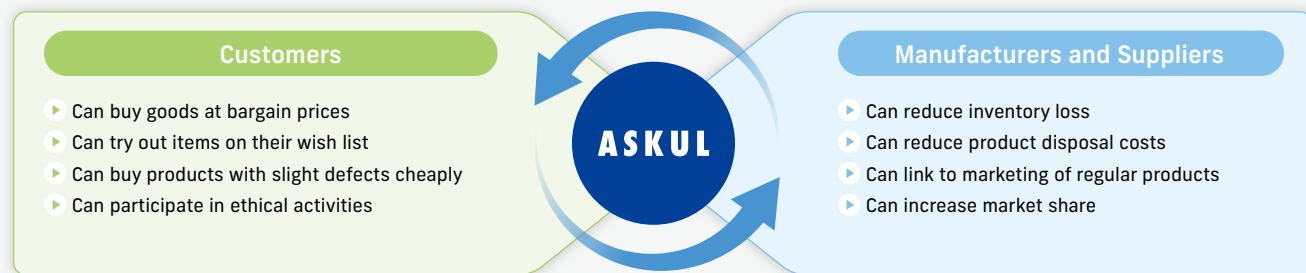 Customers
Can buy goods at bargain prices
Can try out items on their wish list
Can buy products with slight defects cheaply
Can participate in ethical activities
ASKUL
Manufacturers and Suppliers
Can reduce inventory loss
Can reduce product disposal costs
Can link to marketing of regular products
Can increase market share